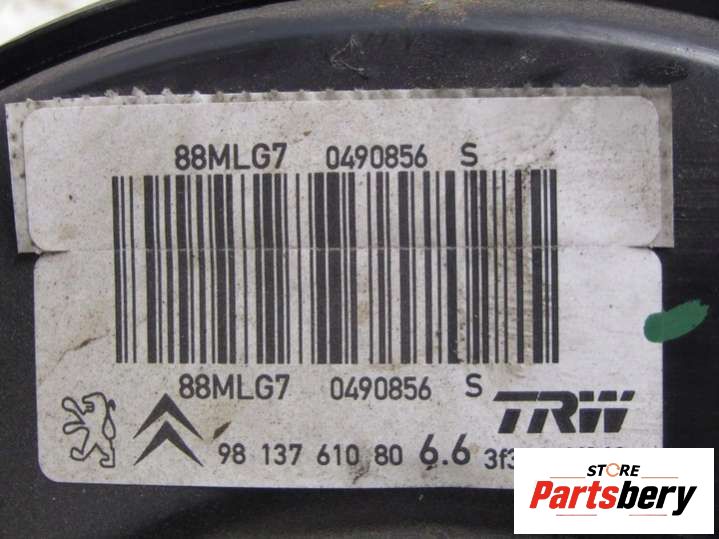 88MLG7 0490856 S
88MLG7 0490856 S
TRW
98 137 610 80 6.6
STORE
Partsbery